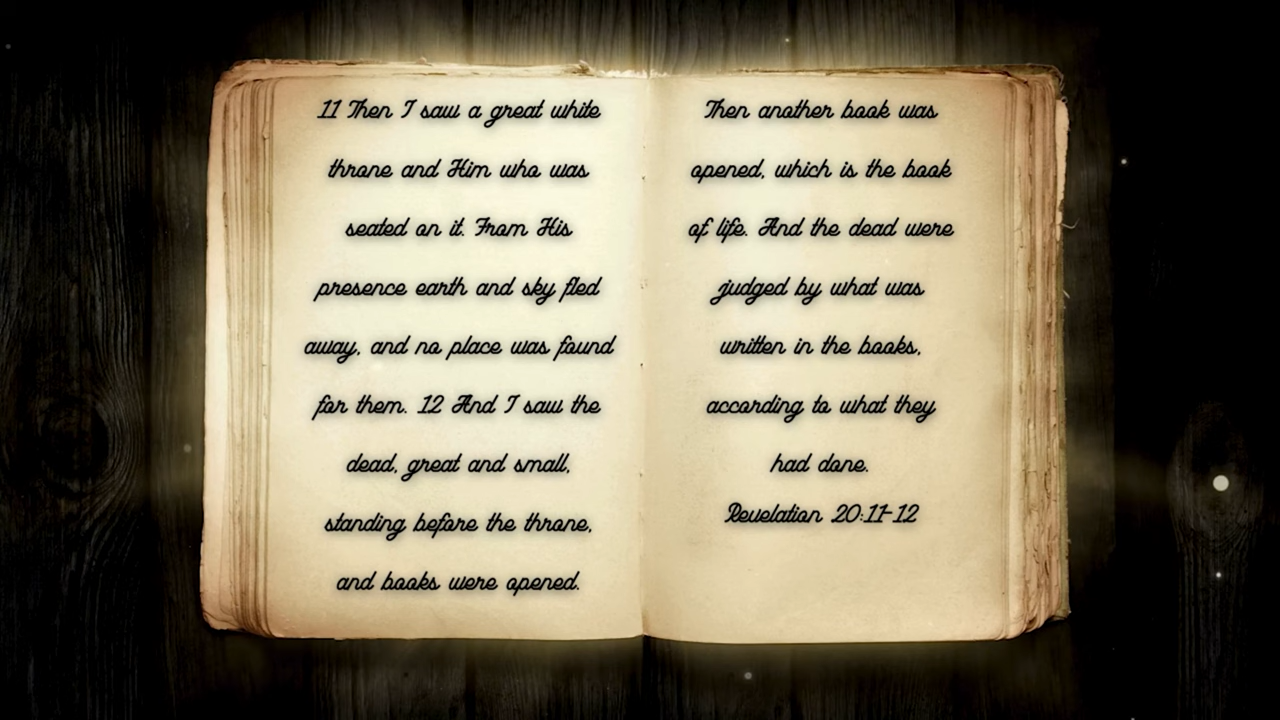 11 Then I saw a great white
throne and Him who was
seated on it. From His
presence earth and sky fled
away, and no place was found
for them. 12 And I saw the
dead, great and small,
standing before the throne,
and books were opened.
Then another book was
opened, which is the book
of life. And the dead were
judged by what was
written in the books,
according to what they
had done.
Revelation 20:11-12